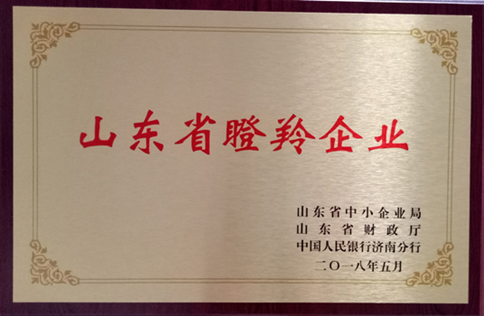 山东省瞪羚企业
山东省中小企业局
山东省财政厅
中国人民银行济南分行
二〇一八年五月